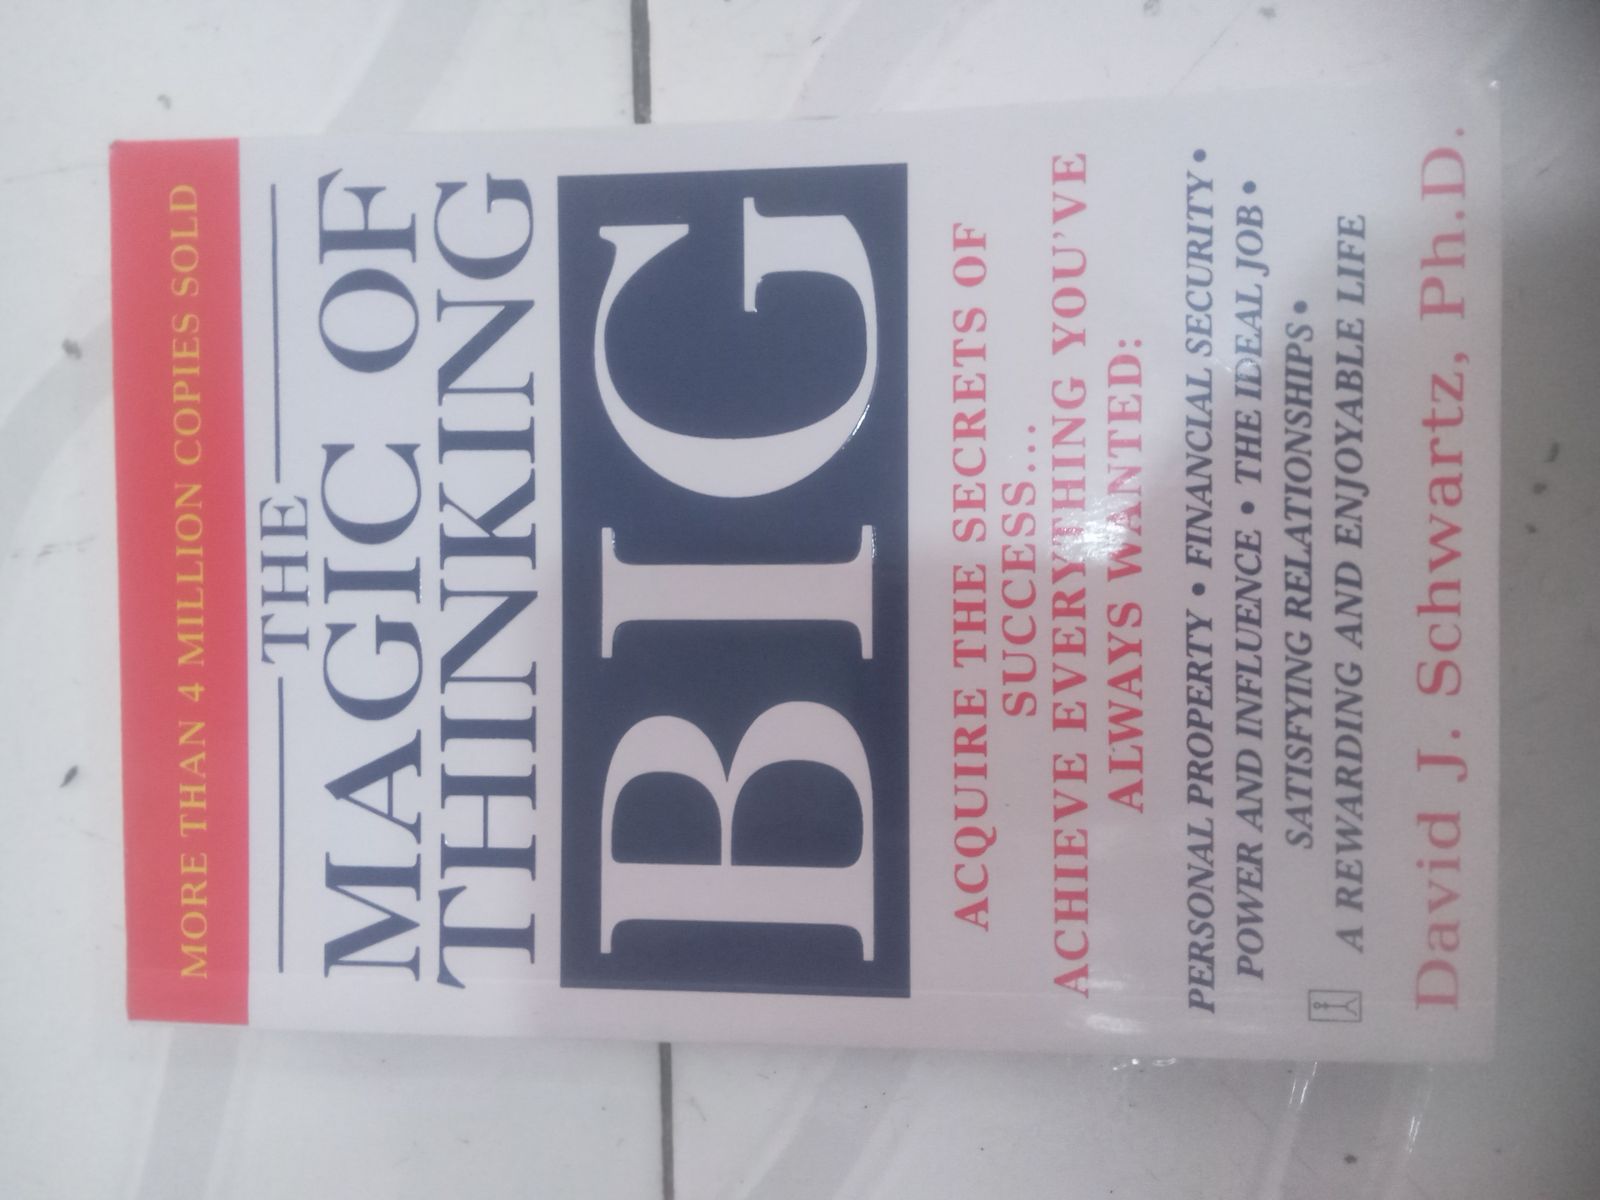 MORE THAN 4 MILLION COPIES SOLD
THE
MAGIC OF
THINKING
BIG
ACQUIRE THE SECRETS OF
SUCCESS...
ACHIEVE EVERYTHING YOU'VE
ALWAYS WANTED:
PERSONAL PROPERTY • FINANCIAL SECURITY •
POWER AND INFLUENCE • THE IDEAL JOB •
SATISFYING RELATIONSHIPS •
A REWARDING AND ENJOYABLE LIFE
David J. Schwartz, Ph.D.